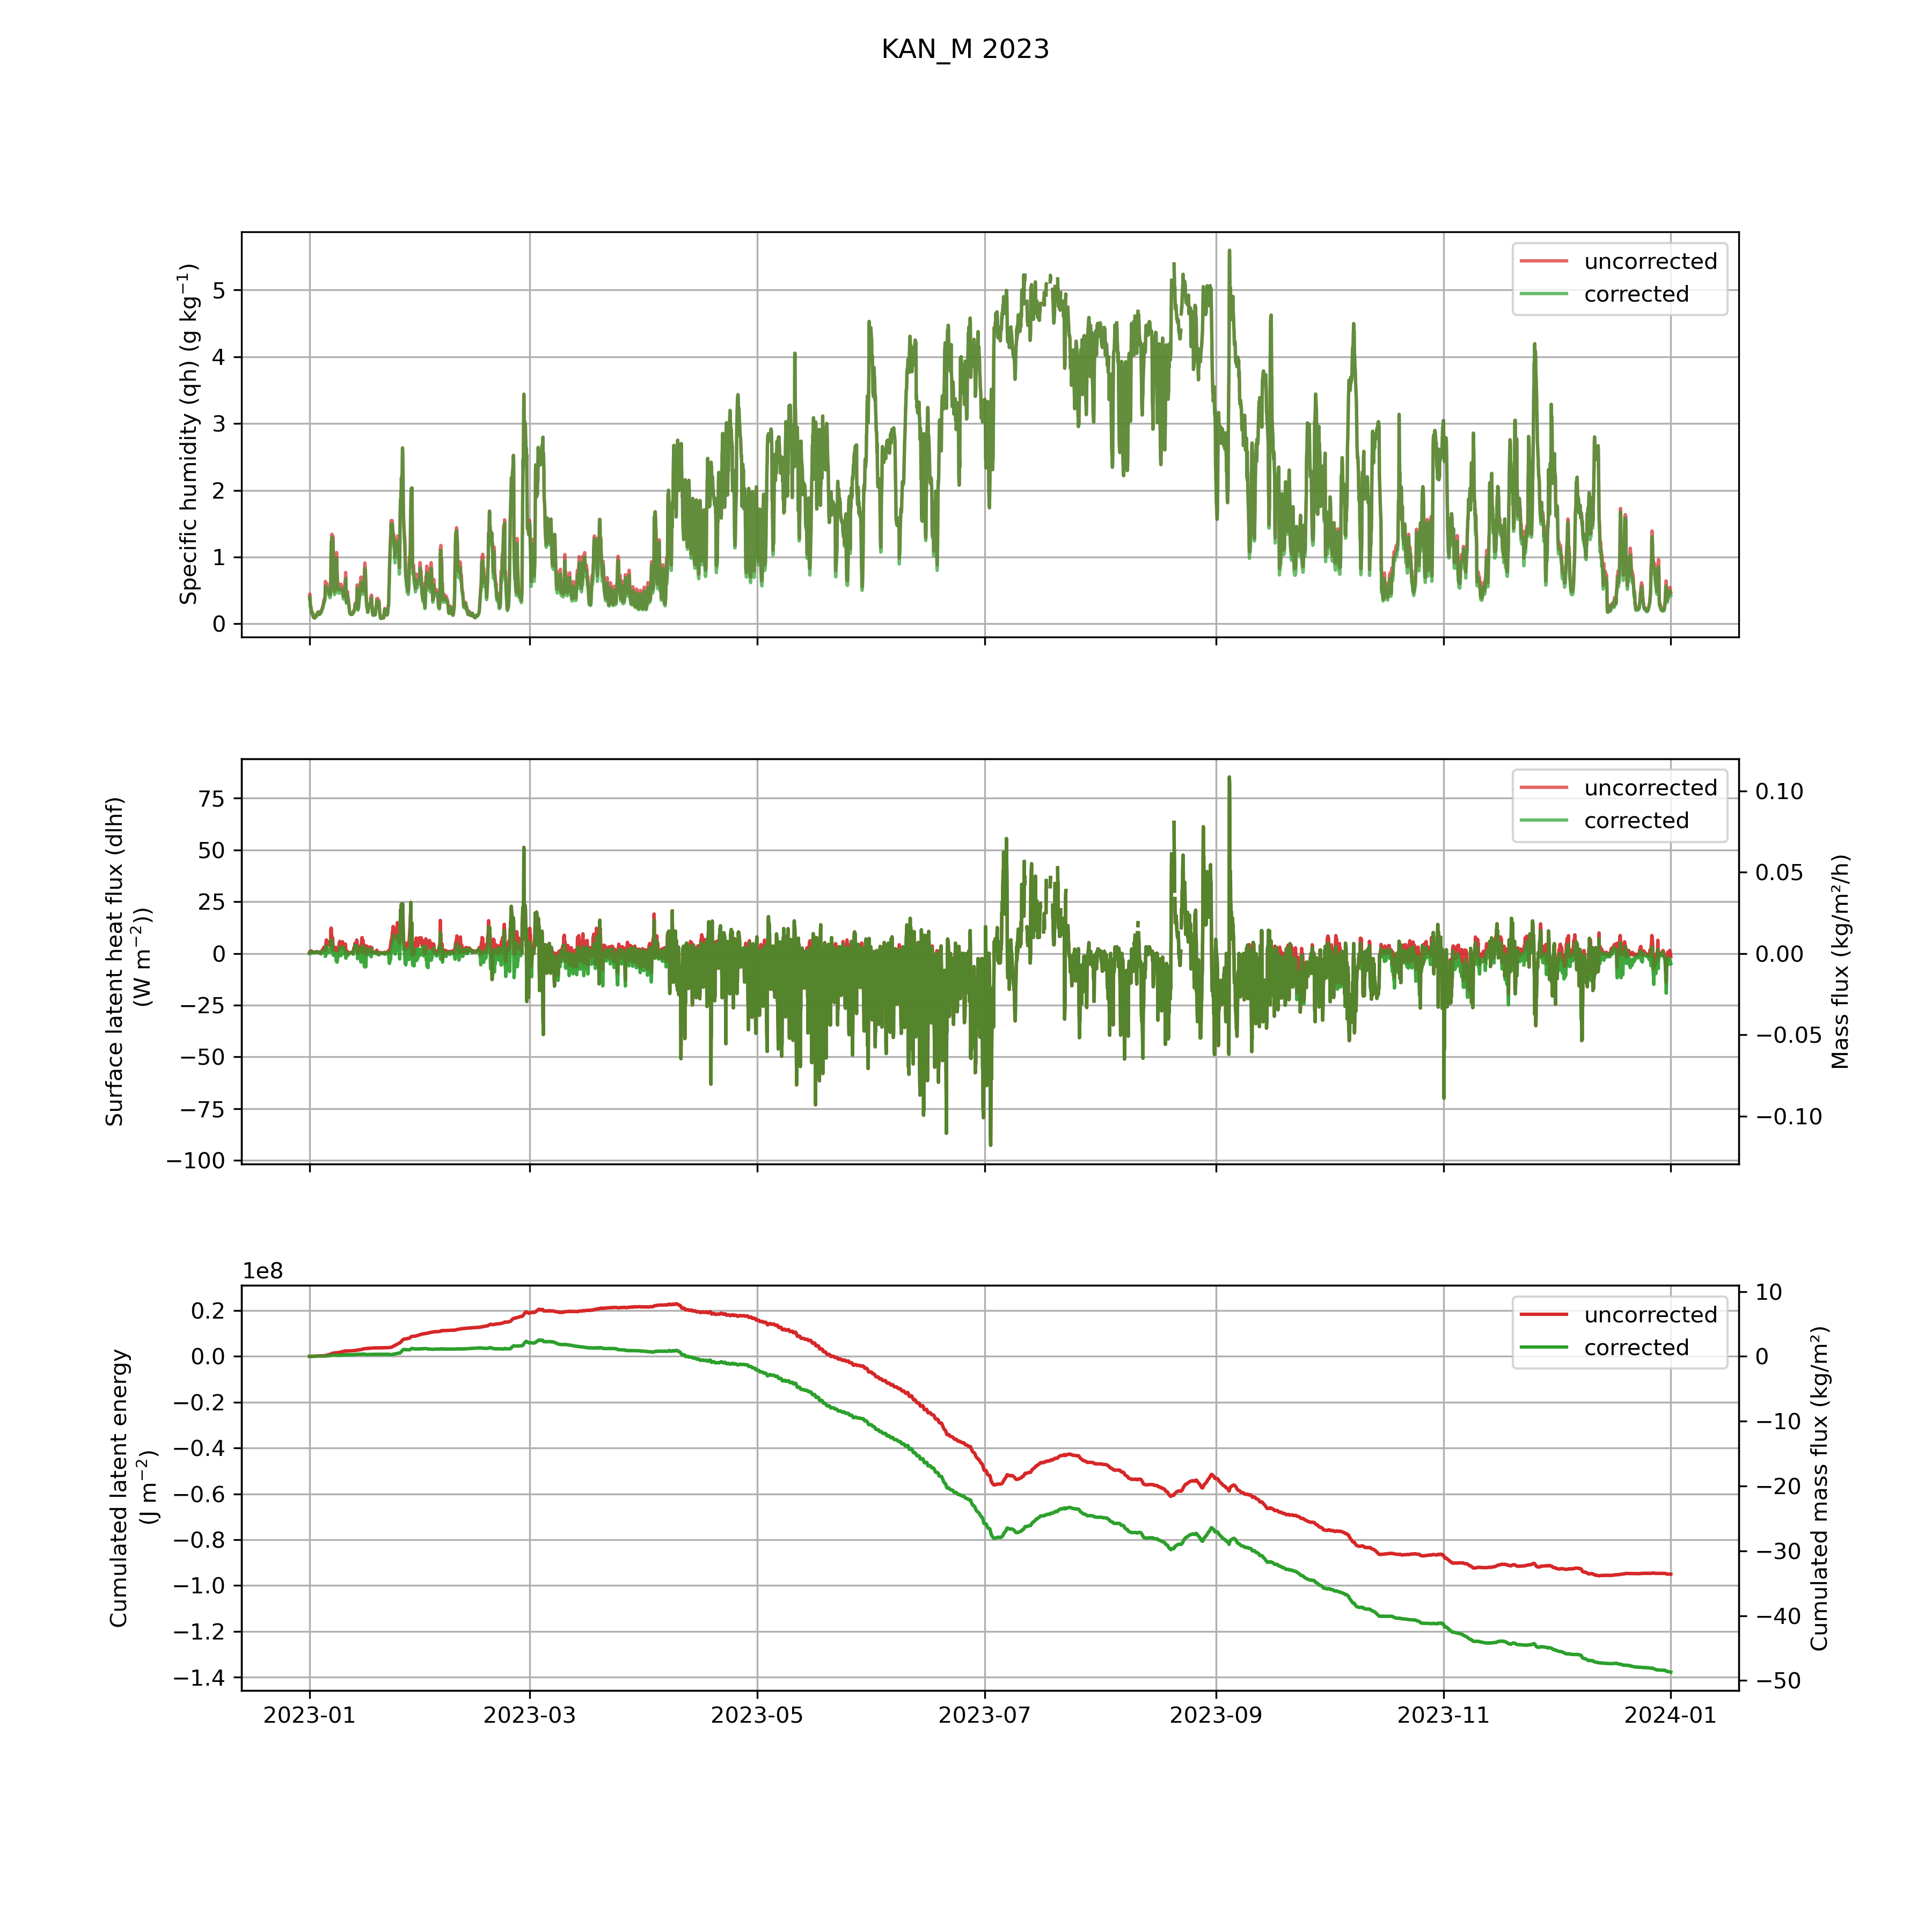 KAN_M 2023
Specific humidity (qh) (g kg⁻¹)
5
4
3
2
1
0
uncorrected
corrected
Surface latent heat flux (dlhf)
(W m⁻²))
75
50
25
0
−25
−50
−75
−100
uncorrected
corrected
0.10
0.05
0.00
−0.05
−0.10
Mass flux (kg/m²/h)
1e8
Cumulated latent energy
(J m⁻²)
0.2
0.0
−0.2
−0.4
−0.6
−0.8
−1.0
−1.2
−1.4
uncorrected
corrected
10
0
−10
−20
−30
−40
−50
Cumulated mass flux (kg/m²)
2023-01 2023-03 2023-05 2023-07 2023-09 2023-11 2024-01